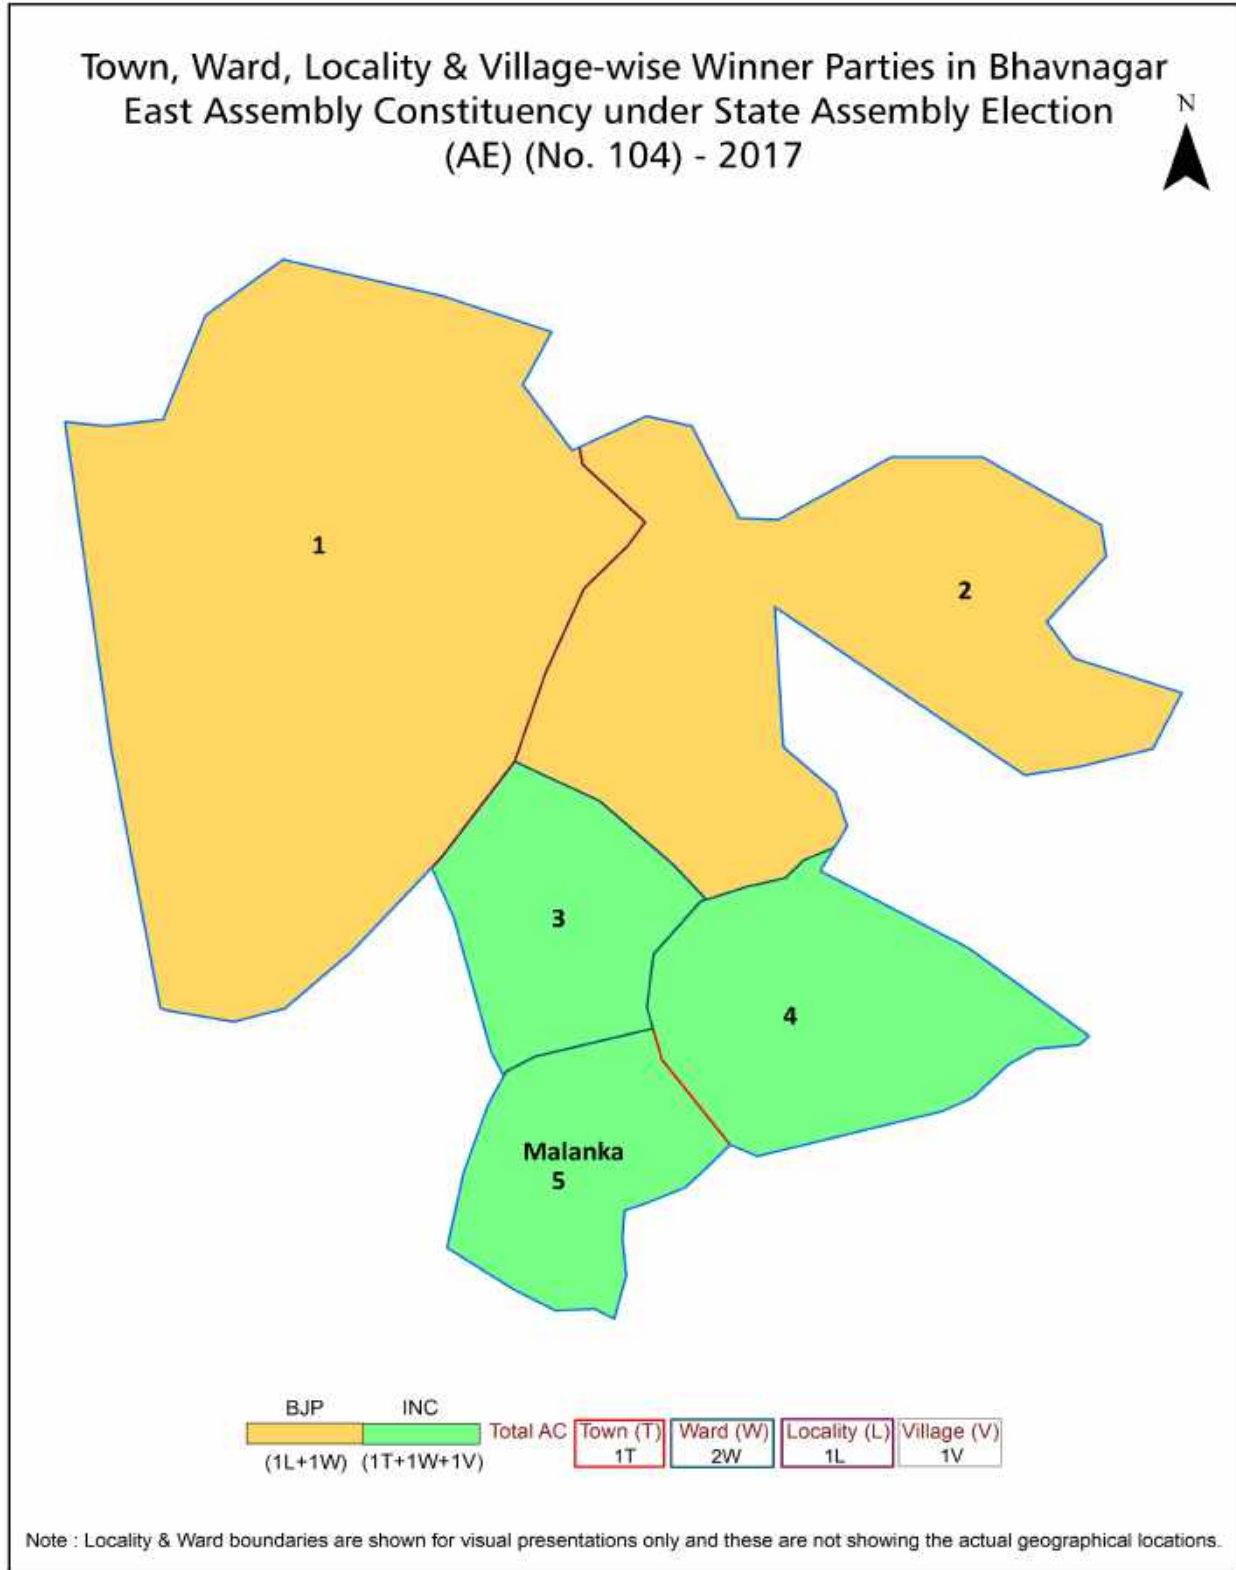 Town, Ward, Locality & Village-wise Winner Parties in Bhavnagar
East Assembly Constituency under State Assembly Election
(AE) (No. 104) - 2017
N
1
2
3
4
Malanka
5
BJP INC
Total AC Town (T) Ward (W) Locality (L) Village (V)
(1L+1W) (1T+1W+1V) 1T 2W 1L 1V
Note : Locality & Ward boundaries are shown for visual presentations only and these are not showing the actual geographical locations.